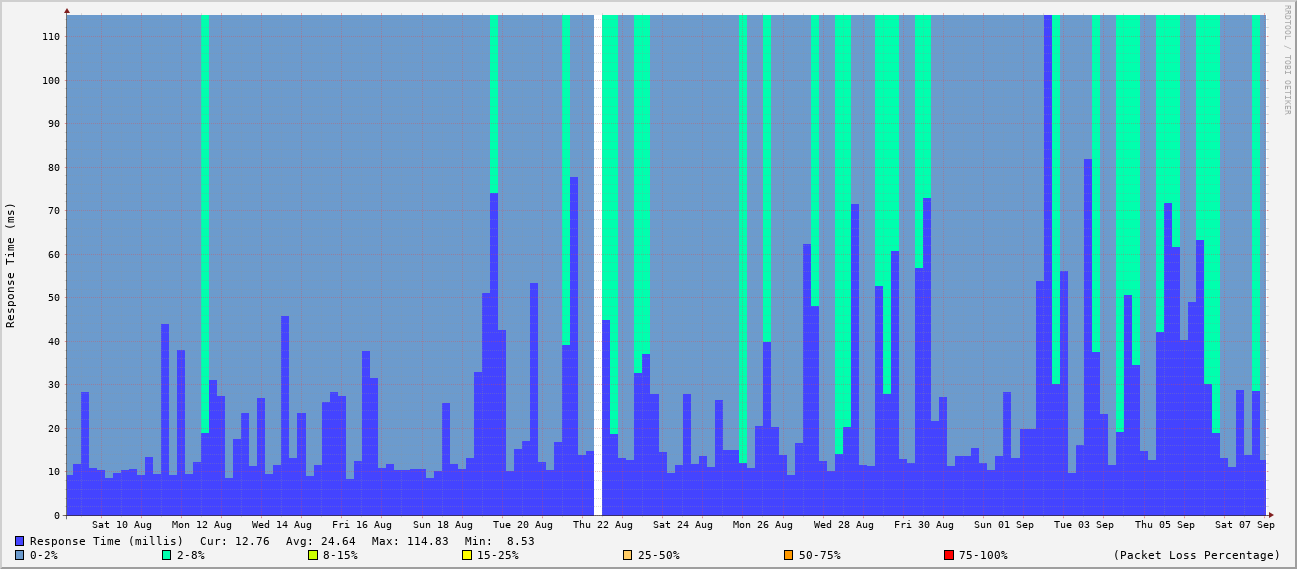 RRDTOOL / TOBI OETIKER
Response Time (ms)
110
100
90
80
70
60
50
40
30
20
10
0
Sat 10 Aug Mon 12 Aug Wed 14 Aug Fri 16 Aug Sun 18 Aug Tue 20 Aug Thu 22 Aug Sat 24 Aug Mon 26 Aug Wed 28 Aug Fri 30 Aug Sun 01 Sep Tue 03 Sep Thu 05 Sep Sat 07 Sep
Response Time (millis) Cur: 12.76 Avg: 24.64 Max: 114.83 Min: 8.53
0-2% 2-8% 8-15% 15-25% 25-50% 50-75% 75-100% (Packet Loss Percentage)